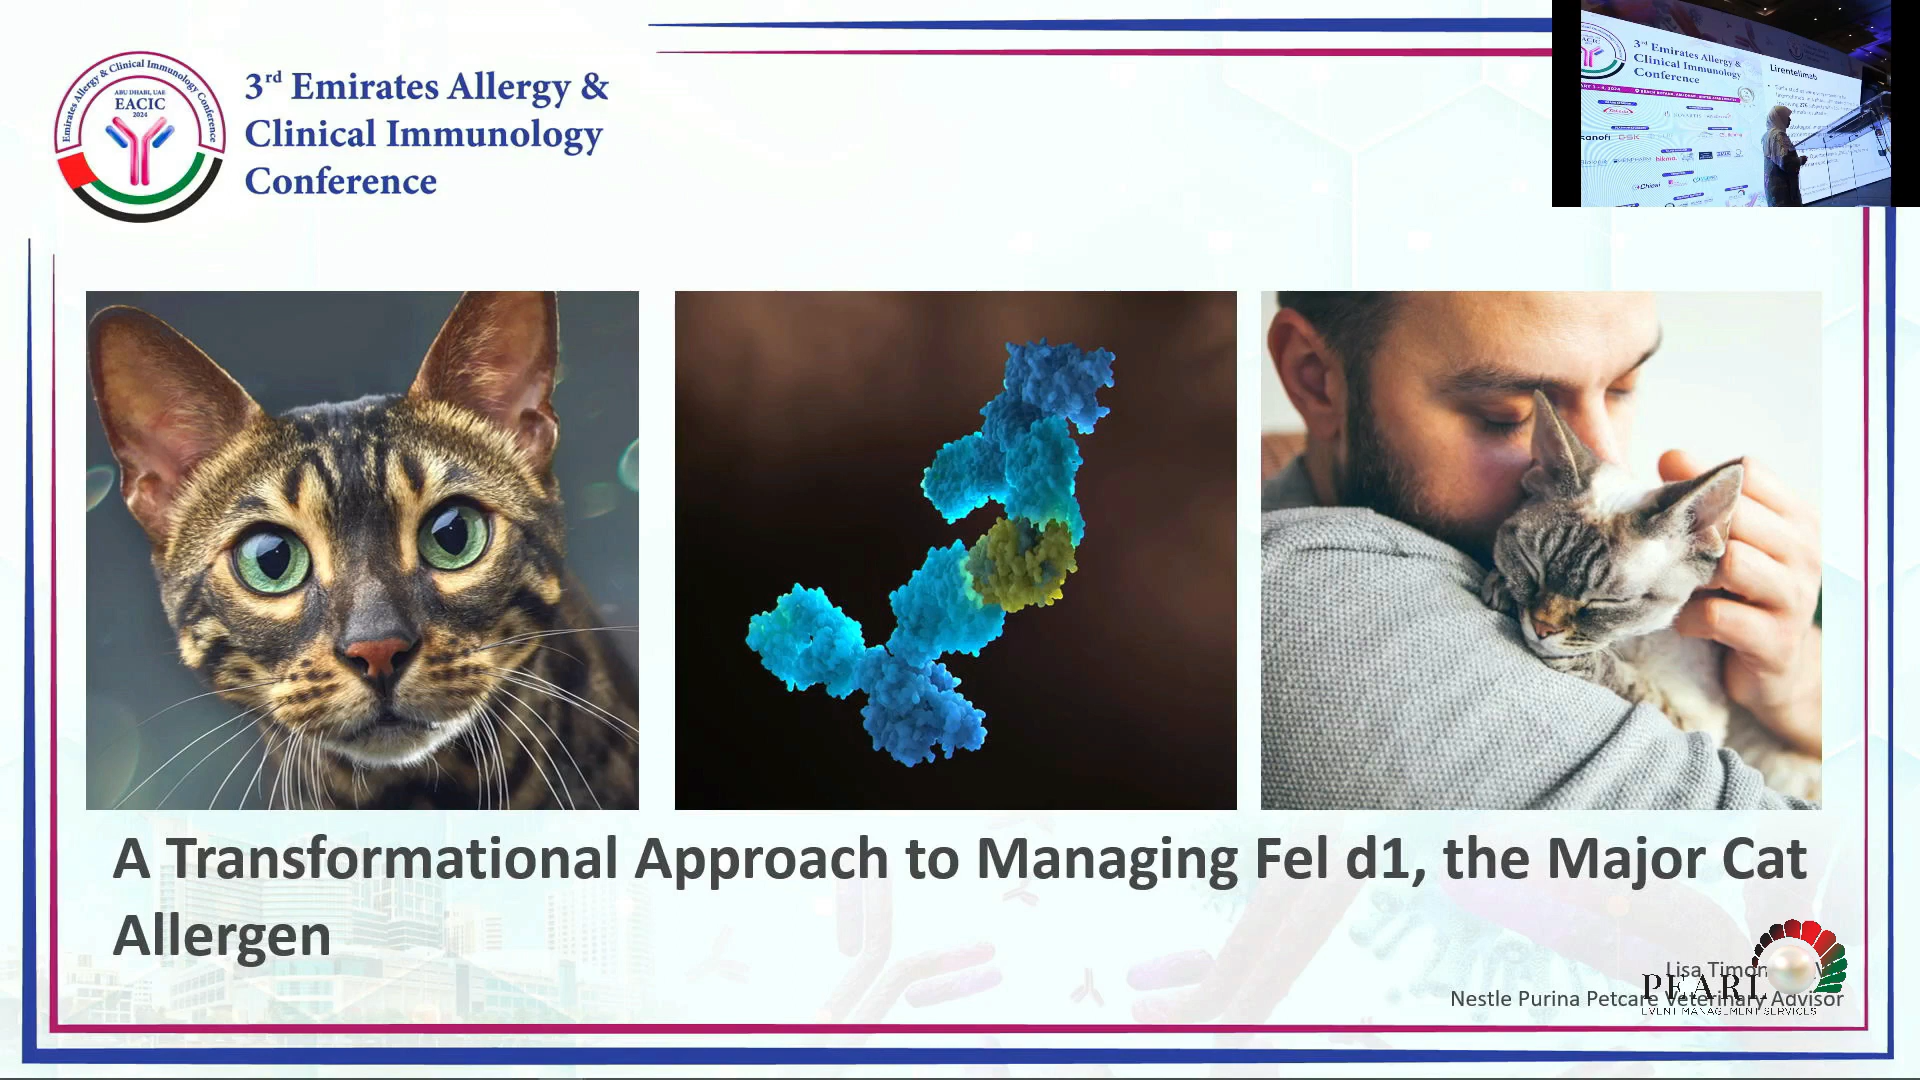 3rd Emirates Allergy &
Clinical Immunology
Conference
Emirates Allergy & Clinical Immunology Conference
ABU DHABI, UAE
EACIC
2024
3rd Emirates Allergy &
Clinical Immunology
Conference
Lirentelimab
A Transformational Approach to Managing Fel d1, the Major Cat
Allergen
Lisa Timon
Nestle Purina Petcare Veterinary Advisor
PEARL
EVENT MANAGEMENT SERVICES